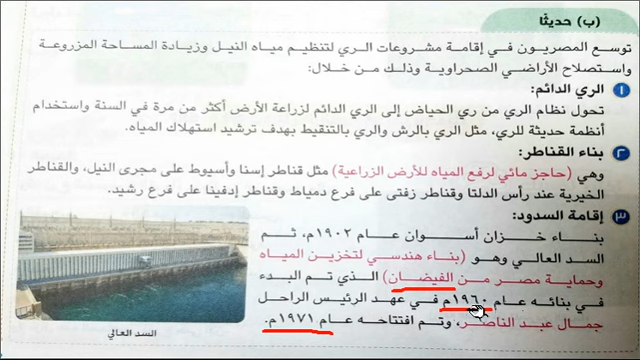 (ب) حديثًا
توسع المصريون في إقامة مشروعات الري لتنظيم مياه النيل وزيادة المساحة المزروعة
واستصلاح الأراضي الصحراوية وذلك من خلال:
١ الري الدائم:
تحول نظام الري من ري الحياض إلى الري الدائم لزراعة الأرض أكثر من مرة في السنة واستخدام
أنظمة حديثة للري، مثل الري بالرش والري بالتنقيط بهدف ترشيد استهلاك المياه.
٢ بناء القناطر:
وهي (حاجز مائي لرفع المياه للأرض الزراعية) مثل قناطر إسنا وأسيوط على مجرى النيل، والقناطر
الخيرية عند رأس الدلتا وقناطر زفتى على فرع دمياط وقناطر إدفينا على فرع رشيد.
٣ إقامة السدود:
بناء خزان أسوان عام ١٩٠٢م، ثم
السد العالي وهو (بناء هندسي لتخزين المياه
وحماية مصر من الفيضان) الذي تم البدء
في بنائه عام ١٩٦٠م في عهد الرئيس الراحل
جمال عبد الناصر، وتم افتتاحه عام ١٩٧١م.
السد العالي